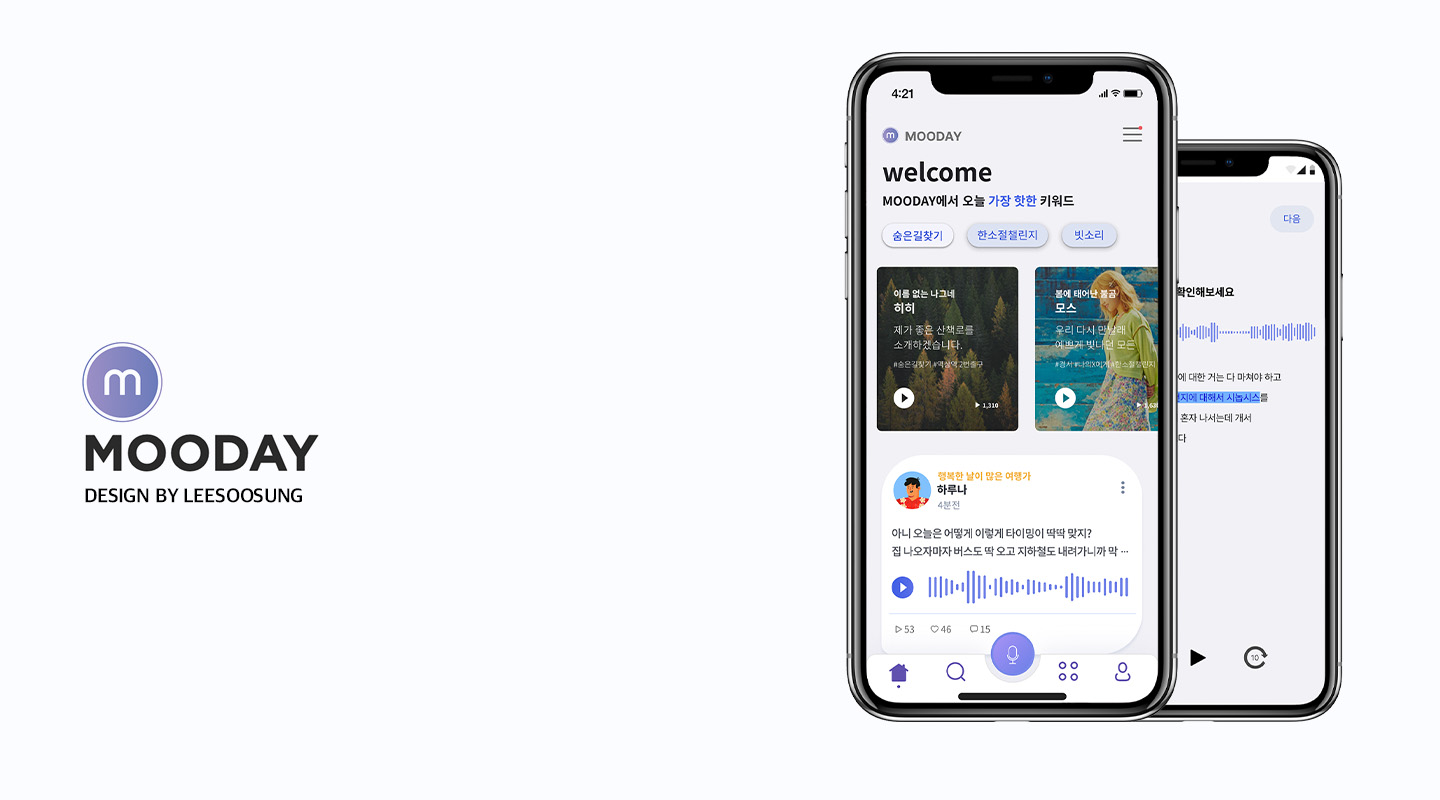 m
MOODAY
DESIGN BY LEESOOSUNG
4:21
m MOODAY
welcome
MOODAY에서 오늘 가장 핫한 키워드
숨은길찾기
한소절챌린지
빗소리
이름 없는 나그네
히히
제가 좋은 산책로를
소개하겠습니다.
#숨은길찾기 #역삼역2번출구
1,310
봄에 태어난 불곰
모스
우리 다시 만날래
예쁘게 빛나던 모든
#경서 #나의X에게 #한소절챌린지
행복한 날이 많은 여행가
하루나
4분전
아니 오늘은 어떻게 이렇게 타이밍이 딱딱 맞지?
집 나오자마자 버스도 딱 오고 지하철도 내려가니까 막 ···
53
46
15
다음
확인해보세요
에 대한 거는 다 마쳐야 하고
지에 대해서 시놉시스를
혼자 나서는데 개서
다
10